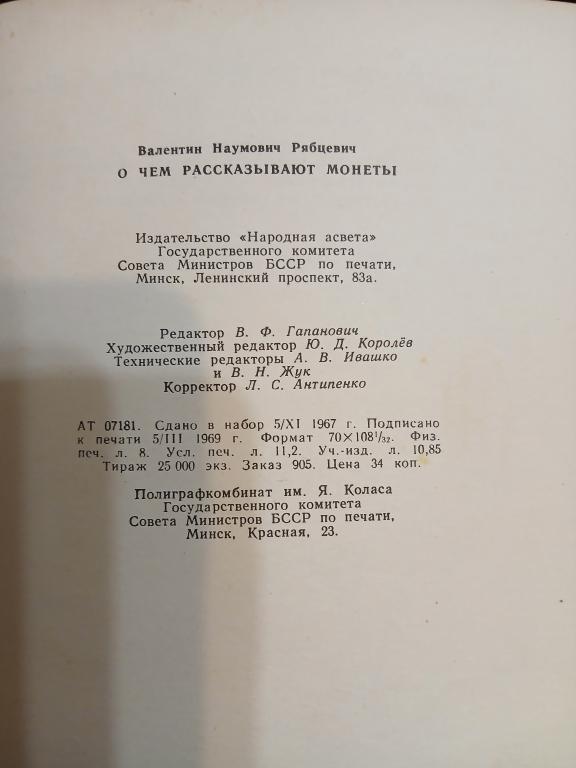 Валентин Наумович Рябцевич
О ЧЕМ РАССКАЗЫВАЮТ МОНЕТЫ
Издательство «Народная асвета»
Государственного комитета
Совета Министров БССР по печати,
Минск, Ленинский проспект, 83а.
Редактор В. Ф. Гапанович
Художественный редактор Ю. Д. Королёв
Технические редакторы А. В. Ивашко
и В. Н. Жук
Корректор Л. С. Антипенко
АТ 07181. Сдано в набор 5/XI 1967 г. Подписано
к печати 5/III 1969 г. Формат 70×108¹/₃₂. Физ.
печ. л. 8. Усл. печ. л. 11,2. Уч.-изд. л. 10,85
Тираж 25 000 экз. Заказ 905. Цена 34 коп.
Полиграфкомбинат им. Я. Коласа
Государственного комитета
Совета Министров БССР по печати,
Минск, Красная, 23.